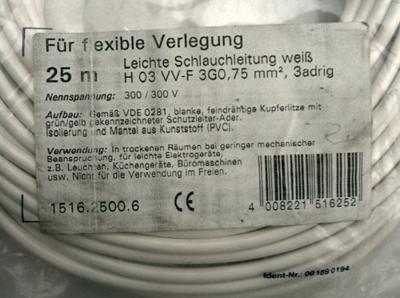 Für flexible Verlegung
25 m Leichte Schlauchleitung weiß
H 03 VV-F 3G0,75 mm², 3adrig
Nennspannung: 300/300 V
Aufbau: Gemäß VDE 0281, blanke, feindrähtige Kupferlitze mit
grün/gelb gekennzeichneter Schutzleiter-Ader.
Isolierung und Mantel aus Kunststoff (PVC).
Verwendung: In trockenen Räumen bei geringer mechanischer
Beanspruchung, für leichte Elektrogeräte,
z.B. Leuchten, Küchengeräte, Büromaschinen
usw. Nicht für die Verwendung im Freien.
1516.2500.6 CE
4 008221 516252
Ident-Nr.: 00 189 0194